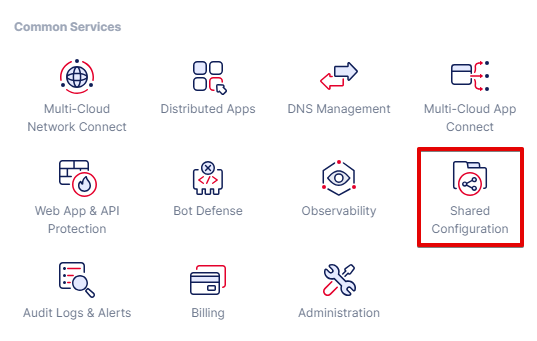 Common Services
Multi-Cloud
Network Connect
Distributed Apps
DNS Management
Multi-Cloud App
Connect
Web App & API
Protection
Bot Defense
Observability
Shared
Configuration
Audit Logs & Alerts
Billing
Administration